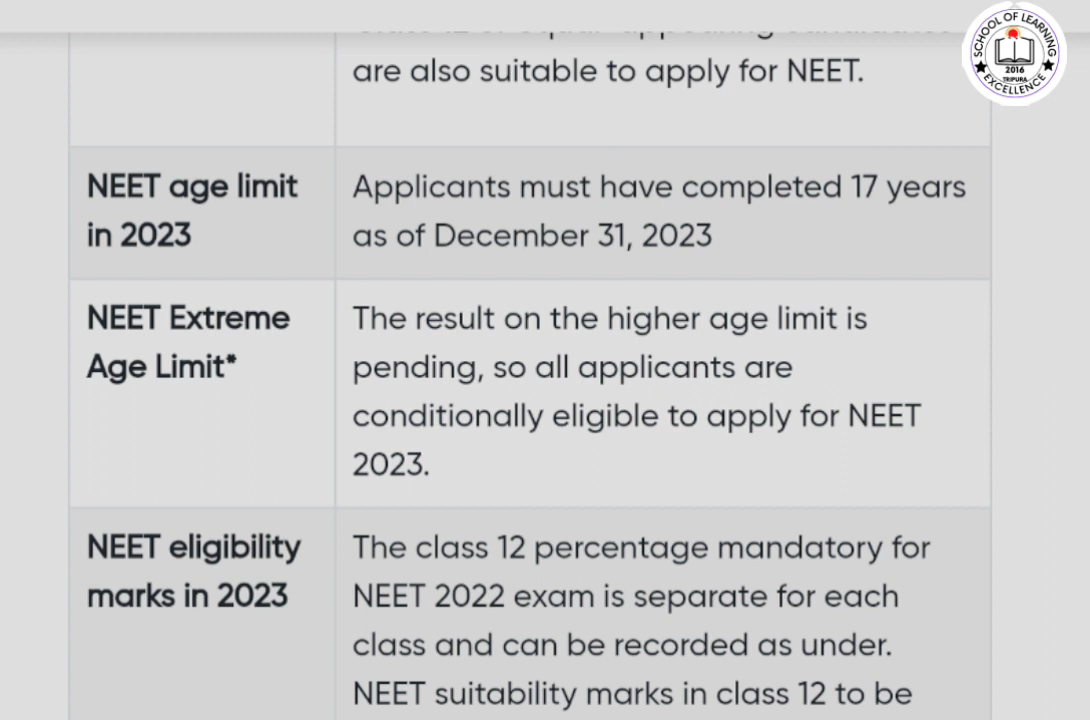 are also suitable to apply for NEET.
NEET age limit
in 2023
Applicants must have completed 17 years
as of December 31, 2023
NEET Extreme
Age Limit*
The result on the higher age limit is
pending, so all applicants are
conditionally eligible to apply for NEET
2023.
NEET eligibility
marks in 2023
The class 12 percentage mandatory for
NEET 2022 exam is separate for each
class and can be recorded as under.
NEET suitability marks in class 12 to be
SCHOOL OF LEARNING
2016
TRIPURA
EXCELLENCE